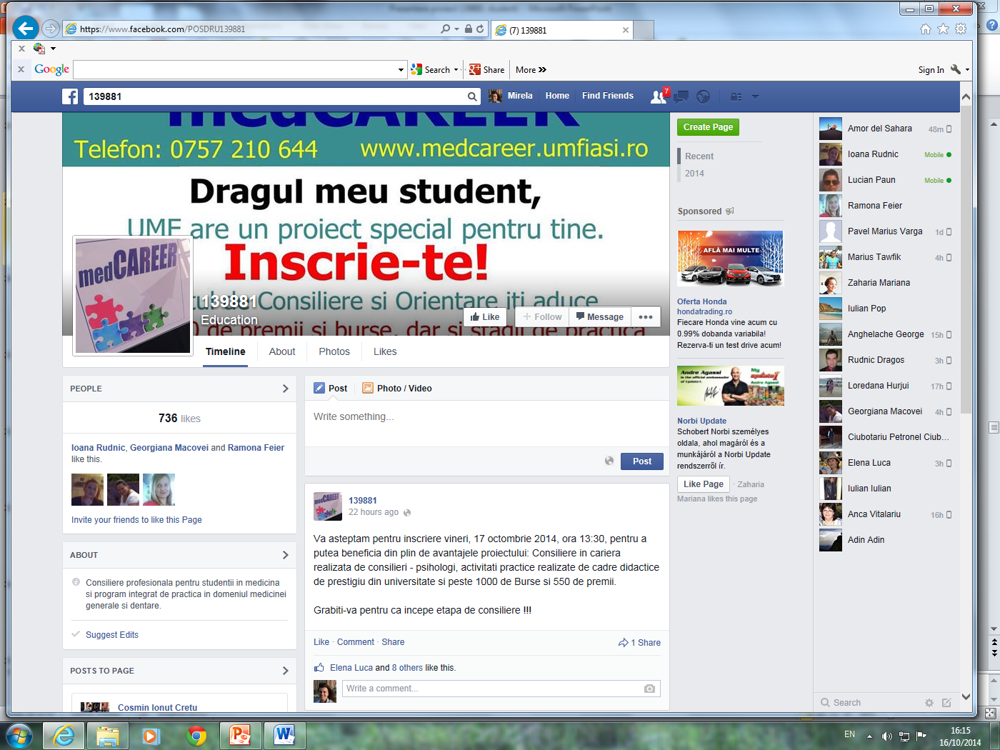 https://www.facebook.com/POSDRU139881
(7) 139881
Google
Search
Share
More
Sign In
139881
Mirela
Home
Find Friends
7
medCAREER
Telefon: 0757 210 644
www.medcareer.umfiasi.ro
Dragul meu student,
UMF are un proiect special pentru tine.
Inscrie-te!
Consiliere si Orientare iti aduce
de premii si burse, dar si stagii de practica
medCAREER
139881
Education
Like
Follow
Message
Timeline
About
Photos
Likes
PEOPLE
736 likes
Ioana Rudnic, Georgiana Macovei and Ramona Feier
like this.
Invite your friends to like this Page
ABOUT
Consiliere profesionala pentru studentii in medicina
si program integrat de practica in domeniul medicinei
generale si dentare.
Suggest Edits
POSTS TO PAGE
Cosmin Ionut Cretu
Post
Photo / Video
Write something...
Post
medCAREER
139881
22 hours ago
Va asteptam pentru inscriere vineri, 17 octombrie 2014, ora 13:30, pentru a
putea beneficia din plin de avantajele proiectului: Consiliere in cariera
realizata de consilieri - psihologi, activitati practice realizate de cadre didactice
de prestigiu din universitate si peste 1000 de Burse si 550 de premii.
Grabiti-va pentru ca incepe etapa de consiliere !!!
Like · Comment · Share
1 Share
Elena Luca and 8 others like this.
Write a comment...
Create Page
Recent
2014
Sponsored
AFLĂ MAI MULTE
Oferta Honda
hondatrading.ro
Fiecare Honda vine acum cu
0.99% dobanda variabila!
Rezerva-ti un test drive acum!
Andre Agassi
is the official ambassador
of Update1.
My
update1
Andre Agassi
Norbi Update
Schobert Norbi személyes
oldala, ahol magáról és a
munkájáról a Norbi Update
rendszerről ír.
Like Page · Zaharia
Mariana likes this page
Amor del Sahara 48m
Ioana Rudnic Mobile
Lucian Paun Mobile
Ramona Feier
Pavel Marius Varga 1d
Marius Tawfik 4h
Zaharia Mariana
Iulian Pop
Anghelache George 15h
Rudnic Dragos 3h
Loredana Hurjui 17h
Georgiana Macovei 4h
Ciubotariu Petronel Ciub...
Elena Luca 3h
Iulian Iulian
Anca Vitalariu 16h
Adin Adin
Search
EN
16:15
16/10/2014